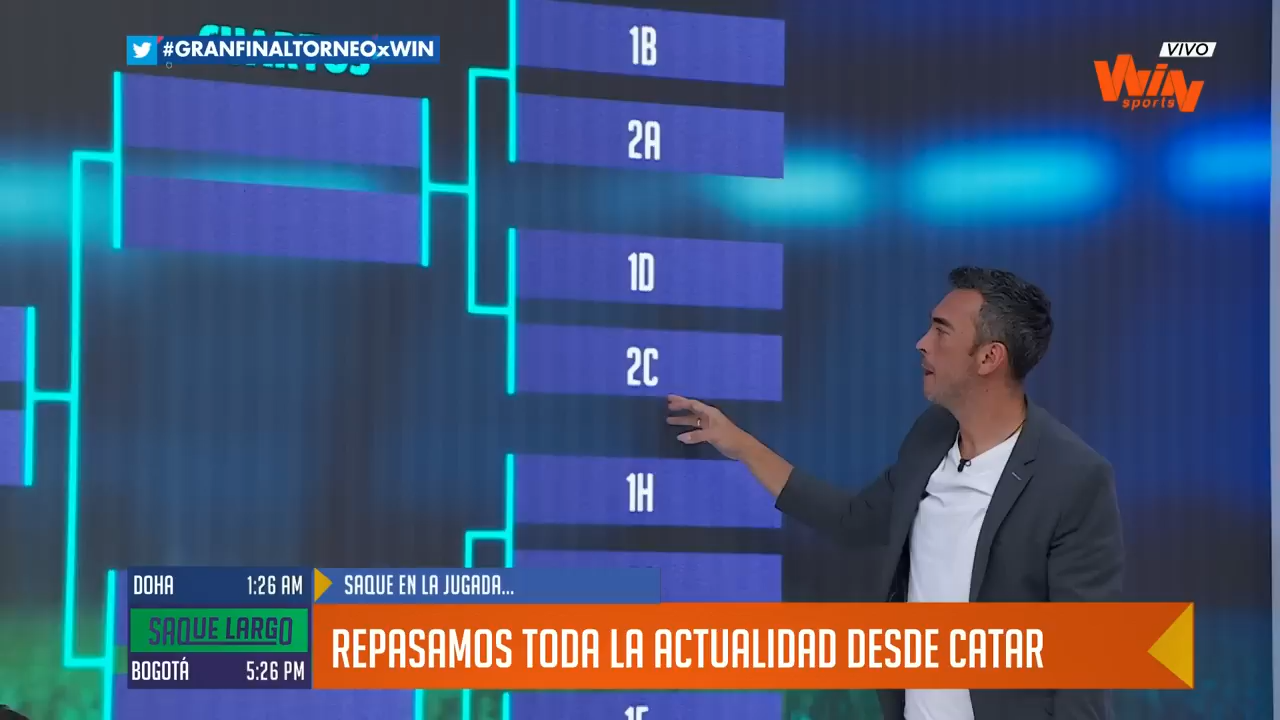 CUARTOS
#GRANFINALTORNEOxWIN
VIVO
WIN
sports
1B
2A
1D
2C
1H
DOHA 1:26 AM
SAQUE EN LA JUGADA...
SAQUE LARGO
REPASAMOS TODA LA ACTUALIDAD DESDE CATAR
BOGOTÁ 5:26 PM